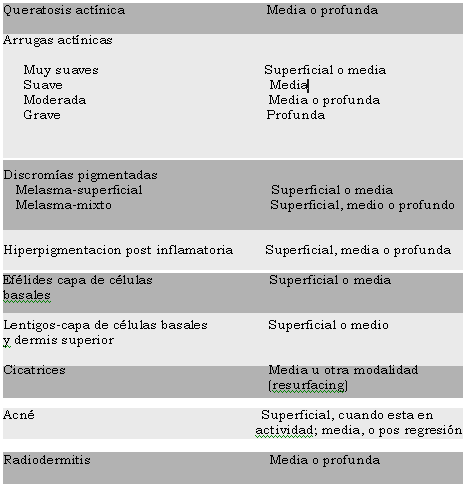 Queratosis actínica Media o profunda
Arrugas actínicas
Muy suaves Superficial o media
Suave Media
Moderada Media o profunda
Grave Profunda
Discromías pigmentadas
Melasma-superficial Superficial o media
Melasma-mixto Superficial, medio o profundo
Hiperpigmentacion post inflamatoria Superficial, media o profunda
Efélides capa de células Superficial o media
basales
Lentigos-capa de células basales Superficial o medio
y dermis superior
Cicatrices Media u otra modalidad
(resurfacing)
Acné Superficial, cuando esta en
actividad; media, o pos regresión
Radiodermitis Media o profunda